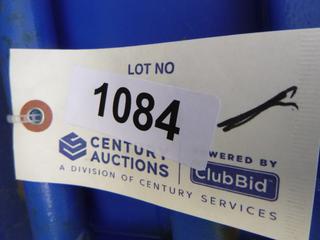 LOT NO
1084
CENTURY
AUCTIONS
A DIVISION OF CENTURY SERVICES
POWERED BY
ClubBid